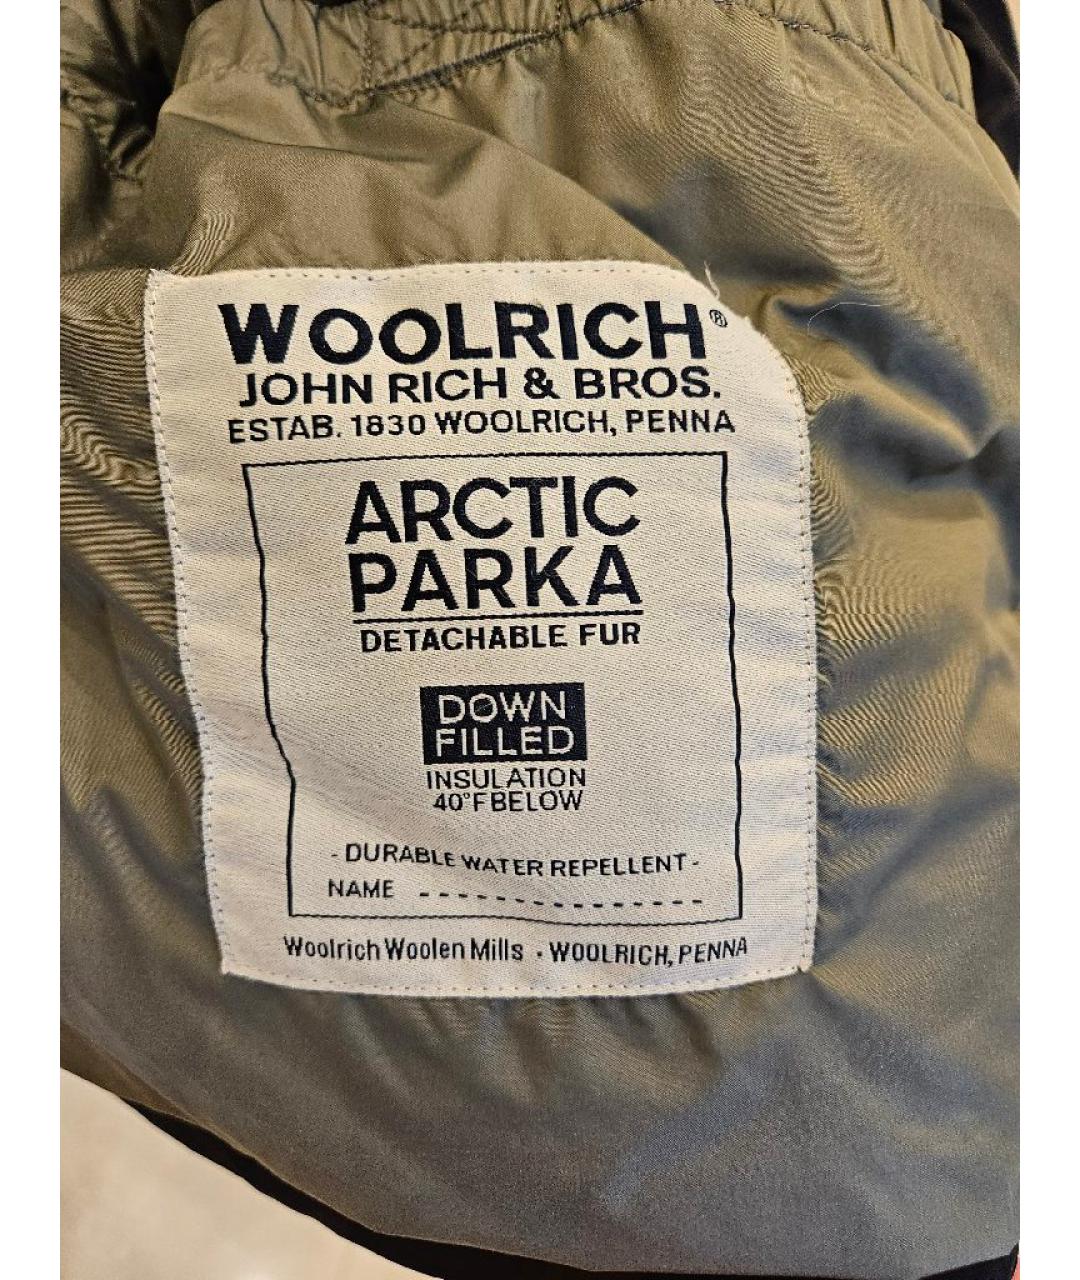 WOOLRICH®
JOHN RICH & BROS.
ESTAB. 1830 WOOLRICH, PENNA
ARCTIC
PARKA
DETACHABLE FUR
DOWN
FILLED
INSULATION
40°F BELOW
- DURABLE WATER REPELLENT -
NAME - - - - - - - - - - - - - - - - -
Woolrich Woolen Mills · WOOLRICH, PENNA